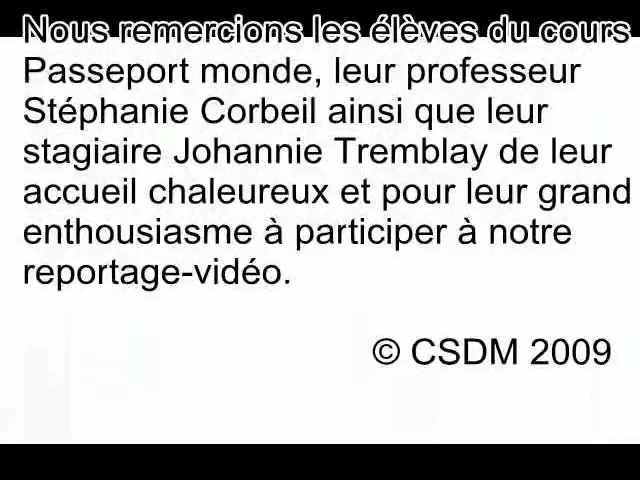 Nous remercions les élèves du cours
Passeport monde, leur professeur
Stéphanie Corbeil ainsi que leur
stagiaire Johannie Tremblay de leur
accueil chaleureux et pour leur grand
enthousiasme à participer à notre
reportage-vidéo.
© CSDM 2009